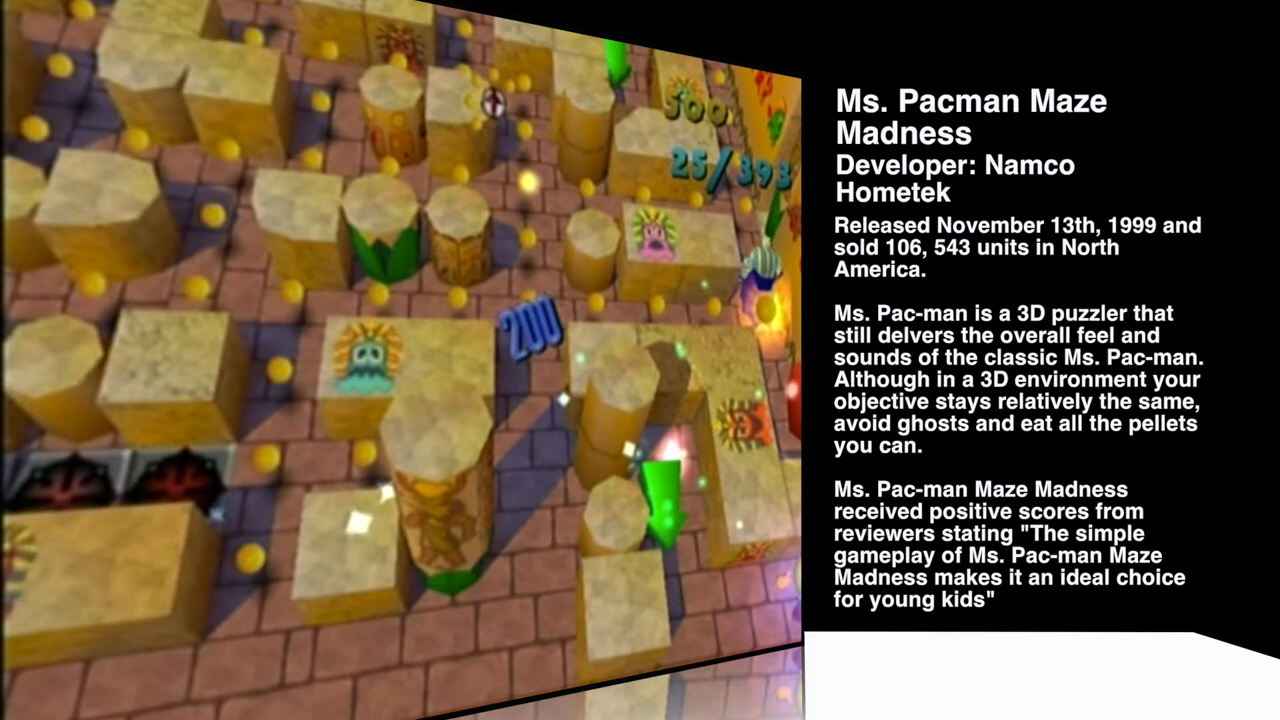 500
25/393
200
Ms. Pacman Maze
Madness
Developer: Namco
Hometek
Released November 13th, 1999 and
sold 106, 543 units in North
America.
Ms. Pac-man is a 3D puzzler that
still delvers the overall feel and
sounds of the classic Ms. Pac-man.
Although in a 3D environment your
objective stays relatively the same,
avoid ghosts and eat all the pellets
you can.
Ms. Pac-man Maze Madness
received positive scores from
reviewers stating "The simple
gameplay of Ms. Pac-man Maze
Madness makes it an ideal choice
for young kids"